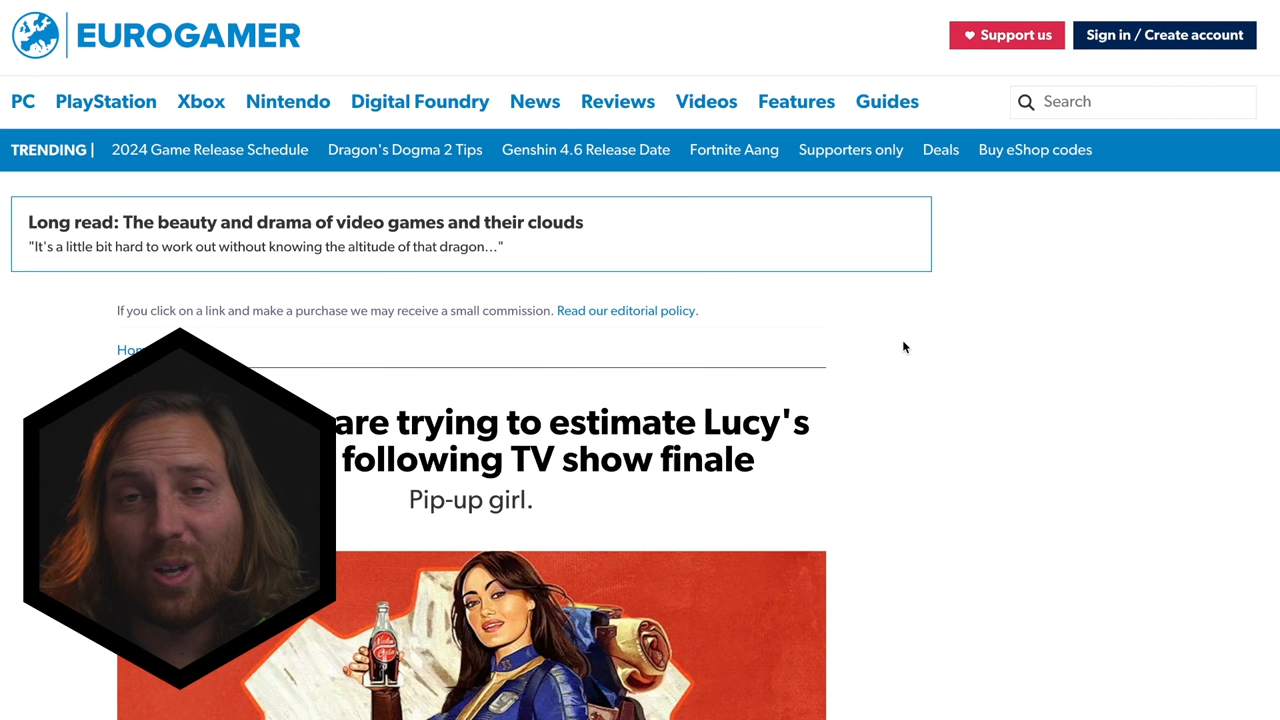 EUROGAMER
Support us
Sign in / Create account
PC PlayStation Xbox Nintendo Digital Foundry News Reviews Videos Features Guides
Search
TRENDING | 2024 Game Release Schedule Dragon's Dogma 2 Tips Genshin 4.6 Release Date Fortnite Aang Supporters only Deals Buy eShop codes
Long read: The beauty and drama of video games and their clouds
"It's a little bit hard to work out without knowing the altitude of that dragon..."
If you click on a link and make a purchase we may receive a small commission. Read our editorial policy.
are trying to estimate Lucy's
following TV show finale
Pip-up girl.
Nuka
Cola
33